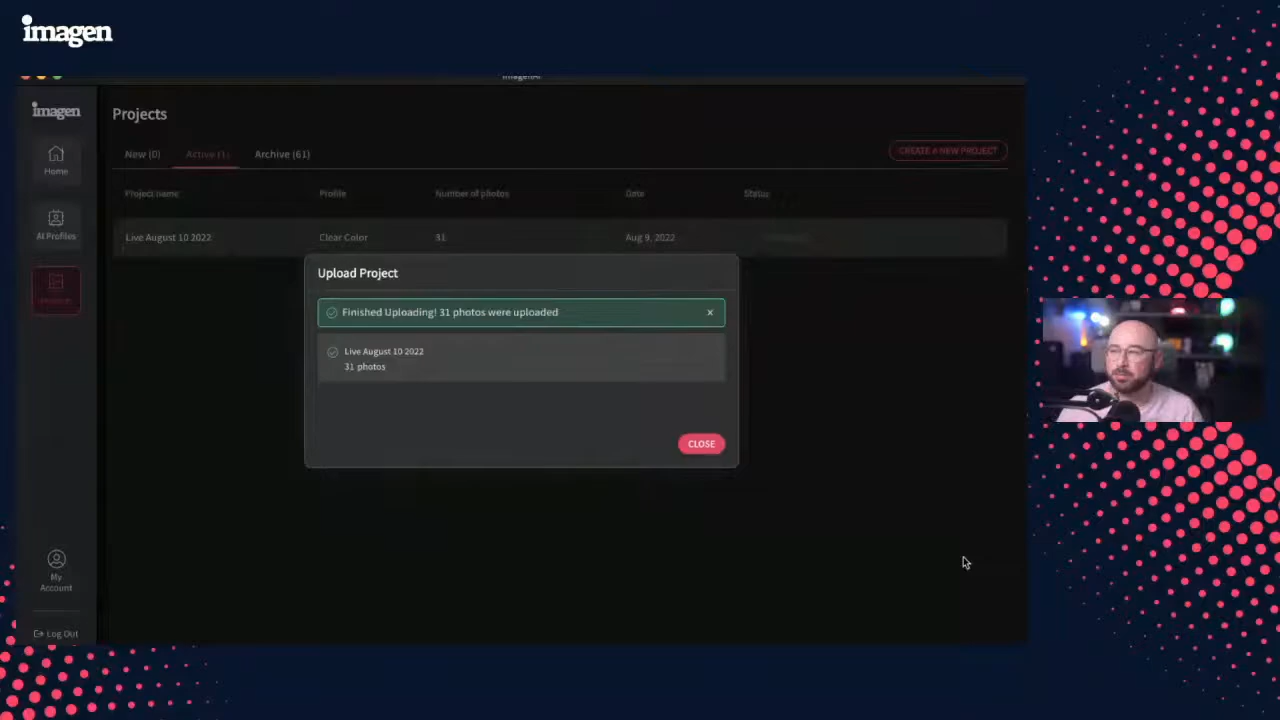 imagen
ImagenAI
imagen
Projects
Home
AI Profiles
Projects
My
Account
Log Out
New (0)
Active (1)
Archive (61)
CREATE A NEW PROJECT
Project name
Profile
Number of photos
Date
Status
Live August 10 2022
Clear Color
31
Aug 9, 2022
Upload Project
Finished Uploading! 31 photos were uploaded
Live August 10 2022
31 photos
CLOSE